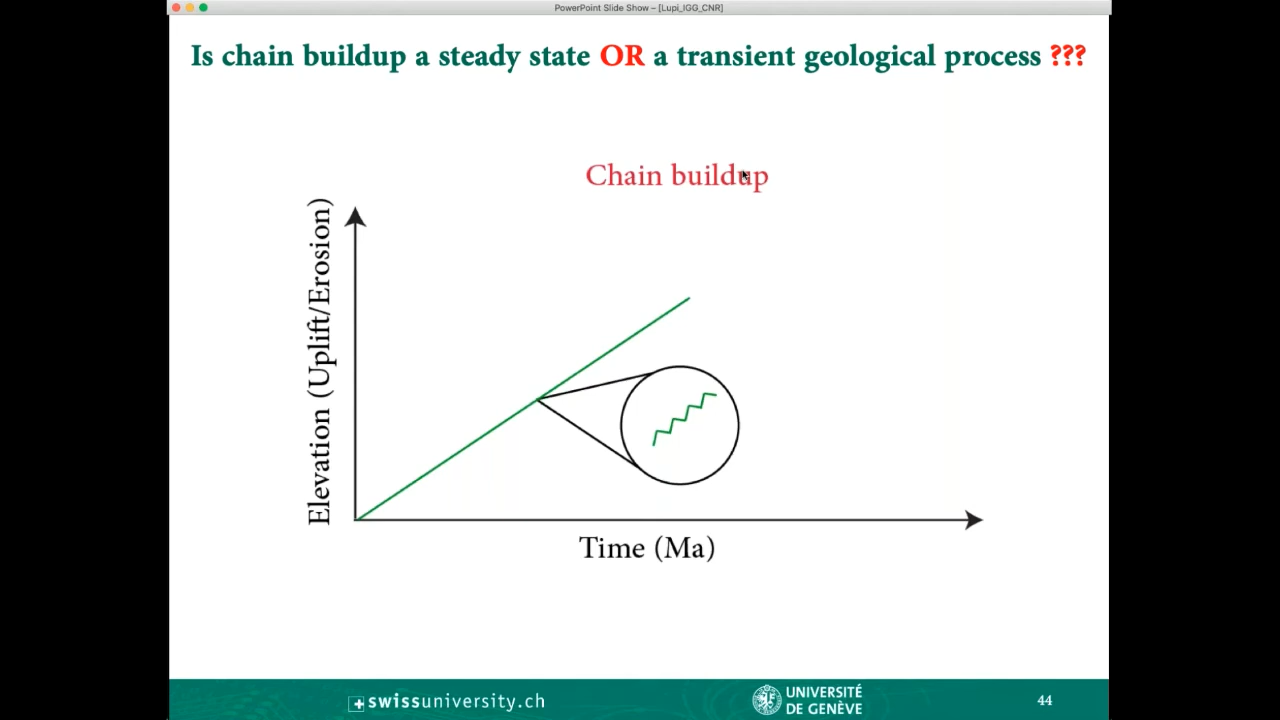 PowerPoint Slide Show – [Lupi_IGG_CNR]
Is chain buildup a steady state OR a transient geological process ???
Chain buildup
Elevation (Uplift/Erosion)
Time (Ma)
swissuniversity.ch
UNIVERSITÉ
DE GENÈVE
44